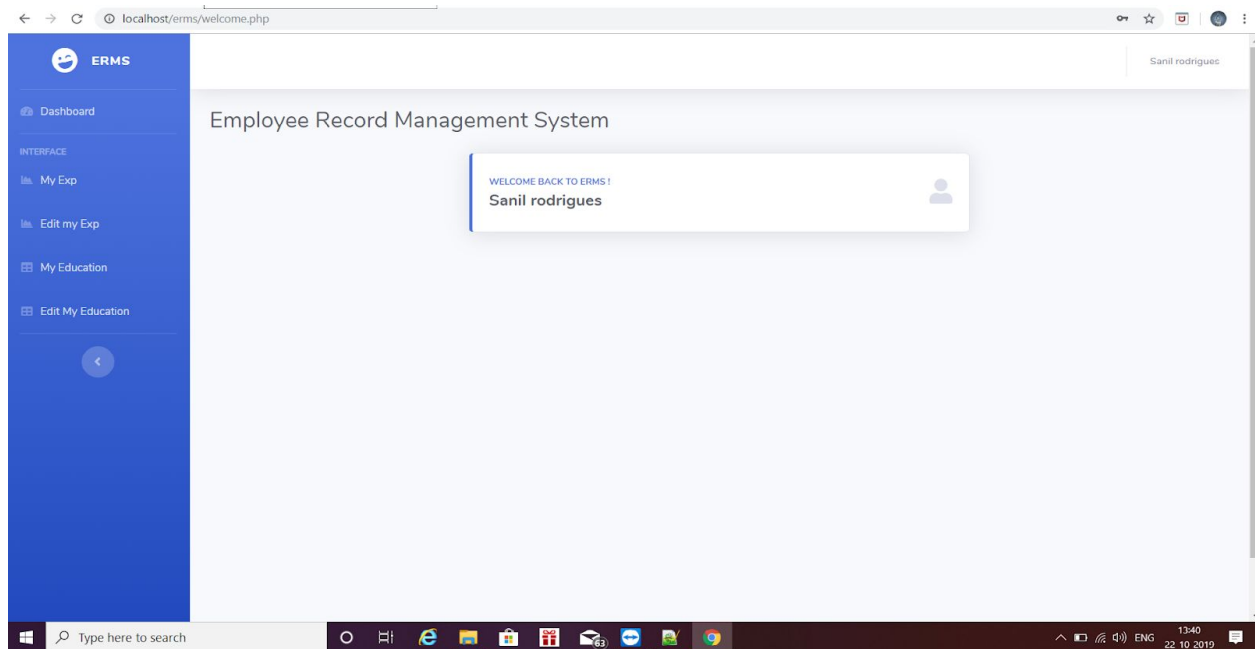 localhost/erms/welcome.php
ERMS
Sanil rodrigues
Dashboard
Employee Record Management System
INTERFACE
My Exp
WELCOME BACK TO ERMS !
Sanil rodrigues
Edit my Exp
My Education
Edit My Education
Type here to search
63
ENG
13:40
22-10-2019